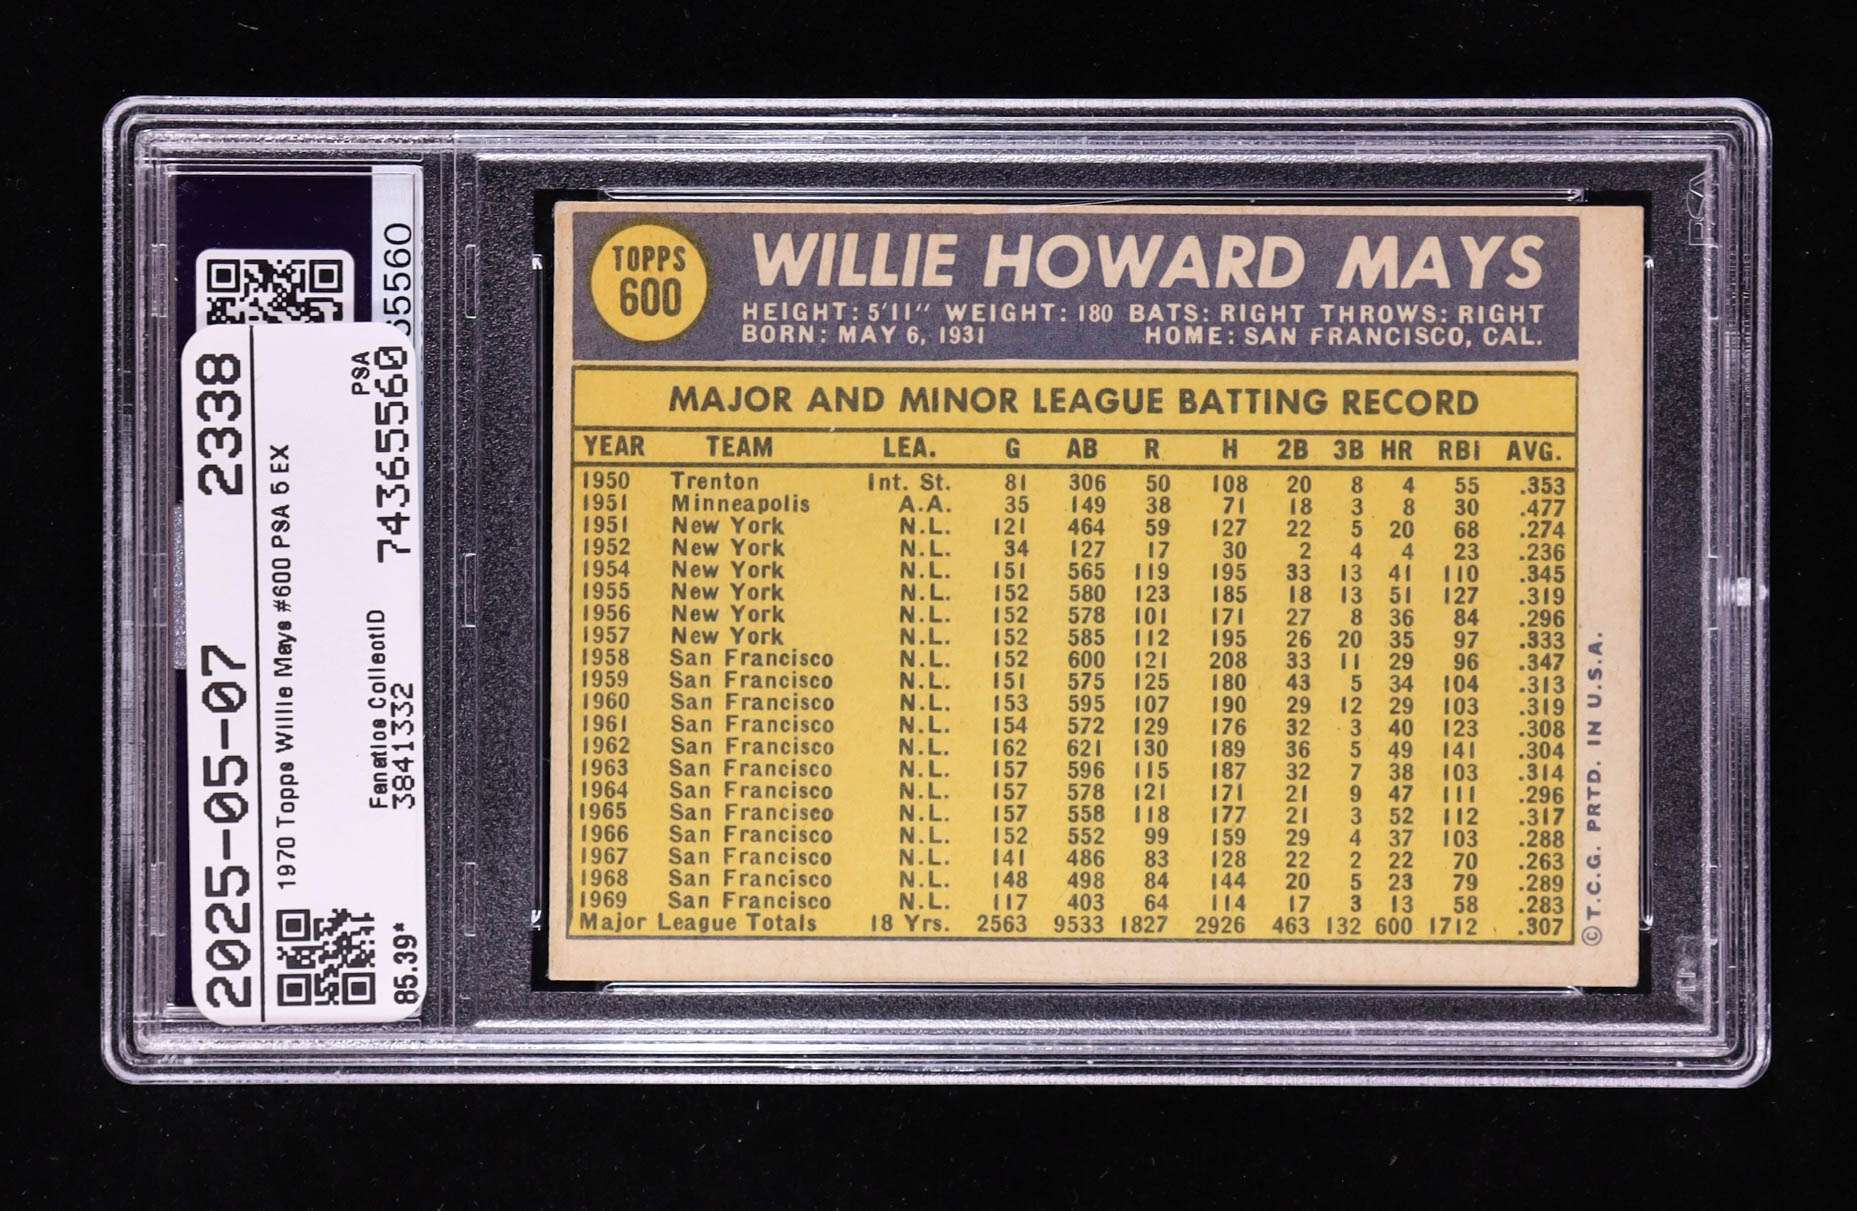 TOPPS
600
WILLIE HOWARD MAYS
HEIGHT: 5'11" WEIGHT: 180 BATS: RIGHT THROWS: RIGHT
BORN: MAY 6, 1931 HOME: SAN FRANCISCO, CAL.
MAJOR AND MINOR LEAGUE BATTING RECORD
YEAR TEAM LEA. G AB R H 2B 3B HR RBI AVG.
1950 Trenton Int. St. 81 306 50 108 20 8 4 55 .353
1951 Minneapolis A.A. 35 149 38 71 18 3 8 30 .477
1951 New York N.L. 121 464 59 127 22 5 20 68 .274
1952 New York N.L. 34 127 17 30 2 4 4 23 .236
1954 New York N.L. 151 565 119 195 33 13 41 110 .345
1955 New York N.L. 152 580 123 185 18 13 51 127 .319
1956 New York N.L. 152 578 101 171 27 8 36 84 .296
1957 New York N.L. 152 585 112 195 26 20 35 97 .333
1958 San Francisco N.L. 152 600 121 208 33 11 29 96 .347
1959 San Francisco N.L. 151 575 125 180 43 5 34 104 .313
1960 San Francisco N.L. 153 595 107 190 29 12 29 103 .319
1961 San Francisco N.L. 154 572 129 176 32 3 40 123 .308
1962 San Francisco N.L. 162 621 130 189 36 5 49 141 .304
1963 San Francisco N.L. 157 596 115 187 32 7 38 103 .314
1964 San Francisco N.L. 157 578 121 171 21 9 47 111 .296
1965 San Francisco N.L. 157 558 118 177 21 3 52 112 .317
1966 San Francisco N.L. 152 552 99 159 29 4 37 103 .288
1967 San Francisco N.L. 141 486 83 128 22 2 22 70 .263
1968 San Francisco N.L. 148 498 84 144 20 5 23 79 .289
1969 San Francisco N.L. 117 403 64 114 17 3 13 58 .283
Major League Totals 18 Yrs. 2563 9533 1827 2926 463 132 600 1712 .307
© T.C.G. PRTD. IN U.S.A.
2025-05-07 2338
1970 Topps Willie Mays #600 PSA 5 EX
PSA
Fanatics CollectID 74365560
3841332
85.39*
55560
PSA